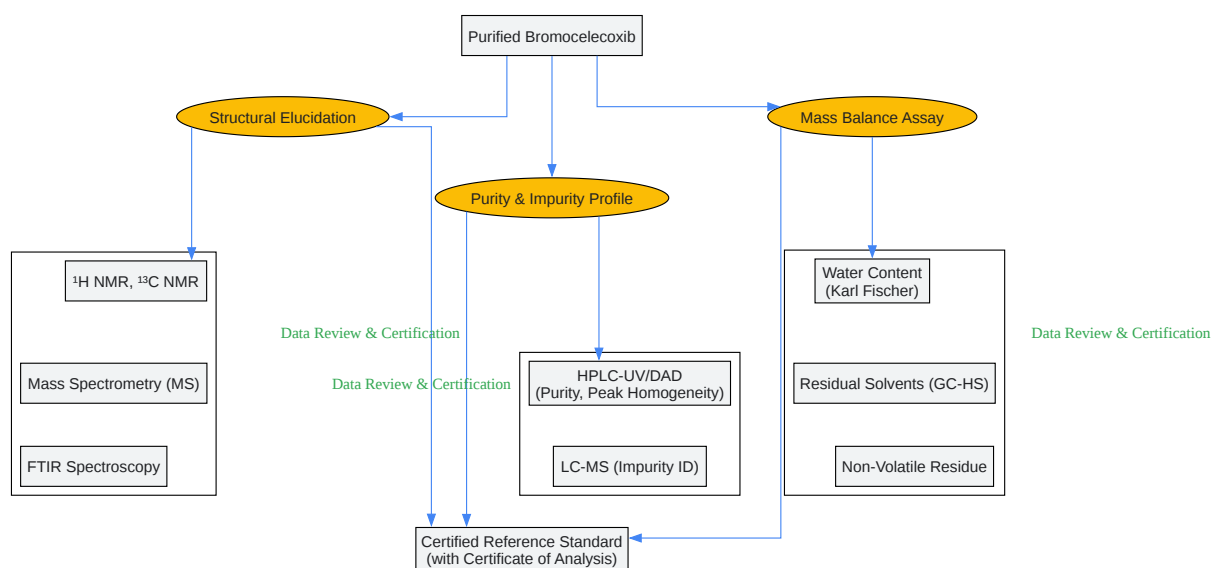 Purified Bromocelecoxib
Structural Elucidation
Mass Balance Assay
Purity & Impurity Profile
¹H NMR, ¹³C NMR
Water Content
(Karl Fischer)
Data Review & Certification
Data Review & Certification
Mass Spectrometry (MS)
Data Review & Certification
HPLC-UV/DAD
(Purity, Peak Homogeneity)
Residual Solvents (GC-HS)
FTIR Spectroscopy
LC-MS (Impurity ID)
Non-Volatile Residue
Certified Reference Standard
(with Certificate of Analysis)